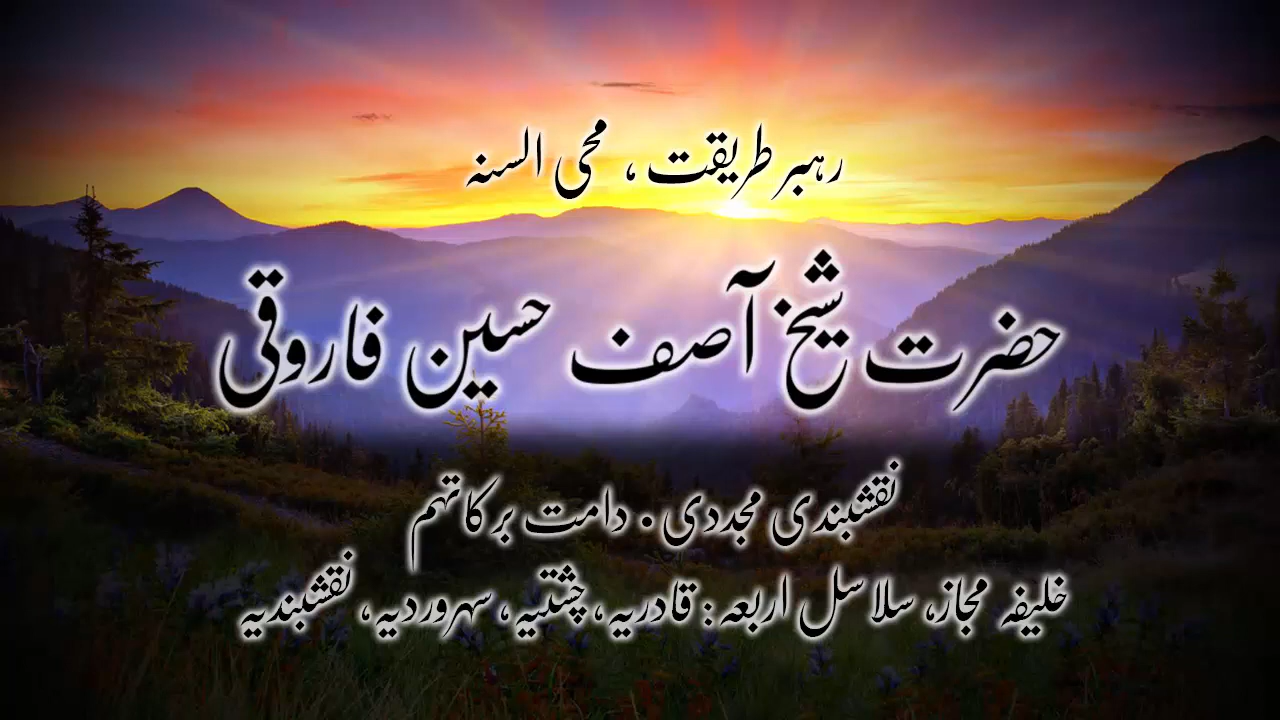 رہبر طریقت ، محی السنہ
حضرت شیخ آصف حسین فاروقی
نقشبندی مجددی ۰ دامت برکاتہم
خلیفہ مجاز، سلاسل اربعہ: قادریہ، چشتیہ، سہروردیہ، نقشبندیہ